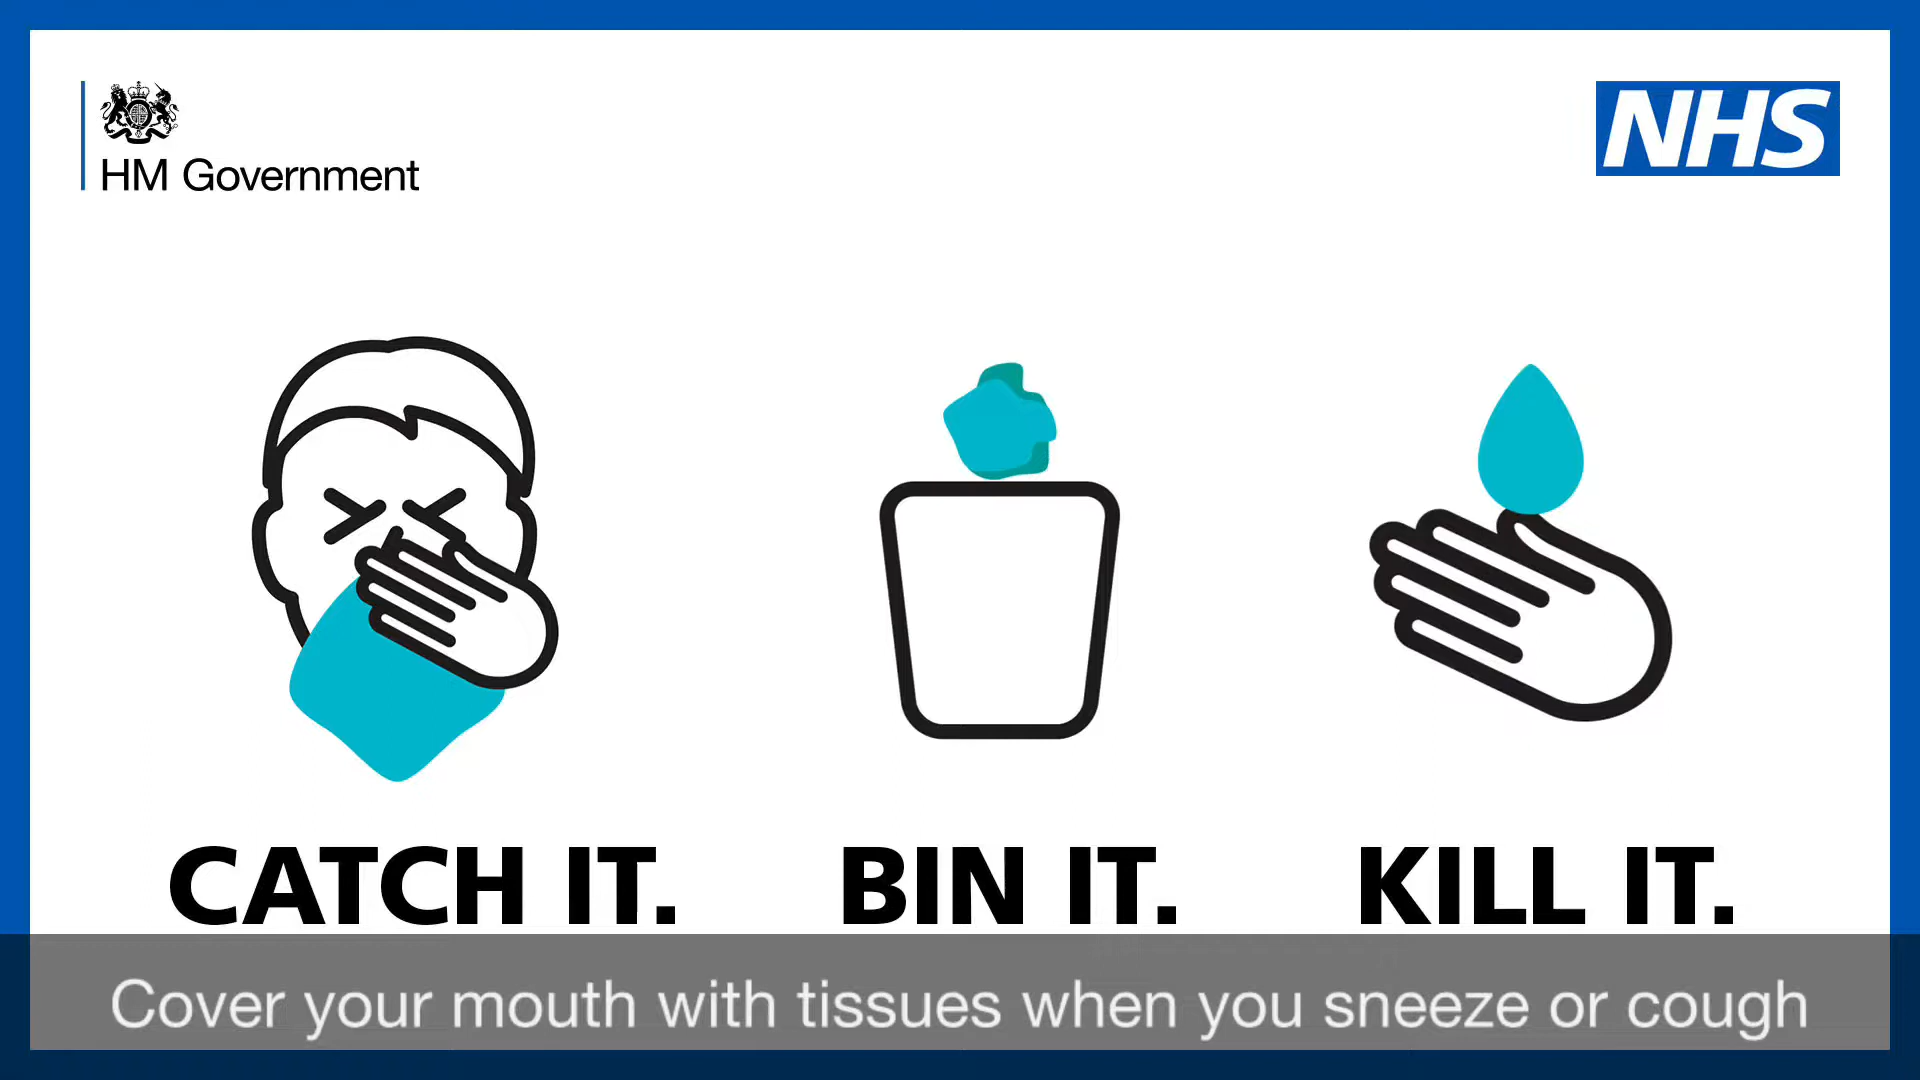 HM Government
NHS
CATCH IT. BIN IT. KILL IT.
Cover your mouth with tissues when you sneeze or cough